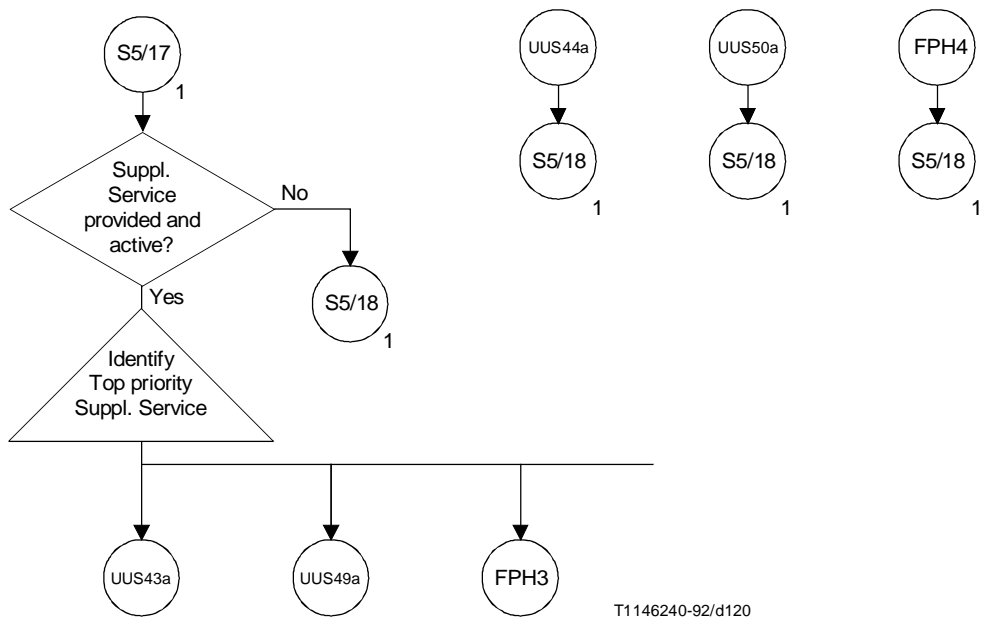 S5/17
1
UUS44a
UUS50a
FPH4
S5/18
1
S5/18
1
S5/18
1
Suppl.
Service
provided and
active?
No
Yes
S5/18
1
Identify
Top priority
Suppl. Service
UUS43a
UUS49a
FPH3
T1146240-92/d120